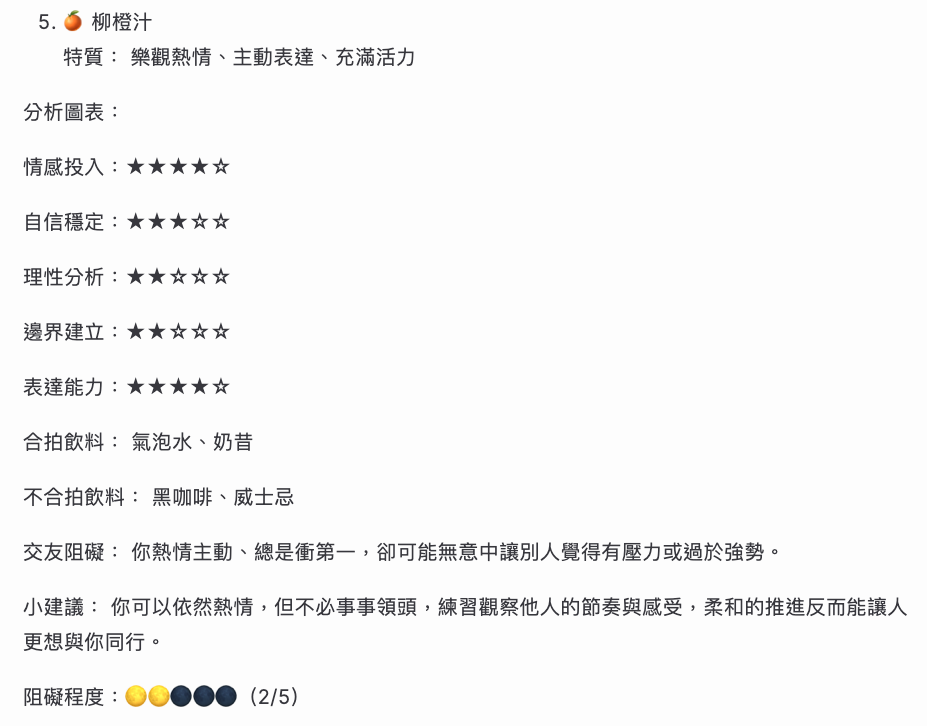 5. 🍊 柳橙汁
特質： 樂觀熱情、主動表達、充滿活力
分析圖表：
情感投入：★★★★☆
自信穩定：★★★☆☆
理性分析：★★☆☆☆
邊界建立：★★☆☆☆
表達能力：★★★★☆
合拍飲料： 氣泡水、奶昔
不合拍飲料： 黑咖啡、威士忌
交友阻礙： 你熱情主動、總是衝第一，卻可能無意中讓別人覺得有壓力或過於強勢。
小建議： 你可以依然熱情，但不必事事領頭，練習觀察他人的節奏與感受，柔和的推進反而能讓人
更想與你同行。
阻礙程度：🌕🌕🌑🌑🌑（2/5）